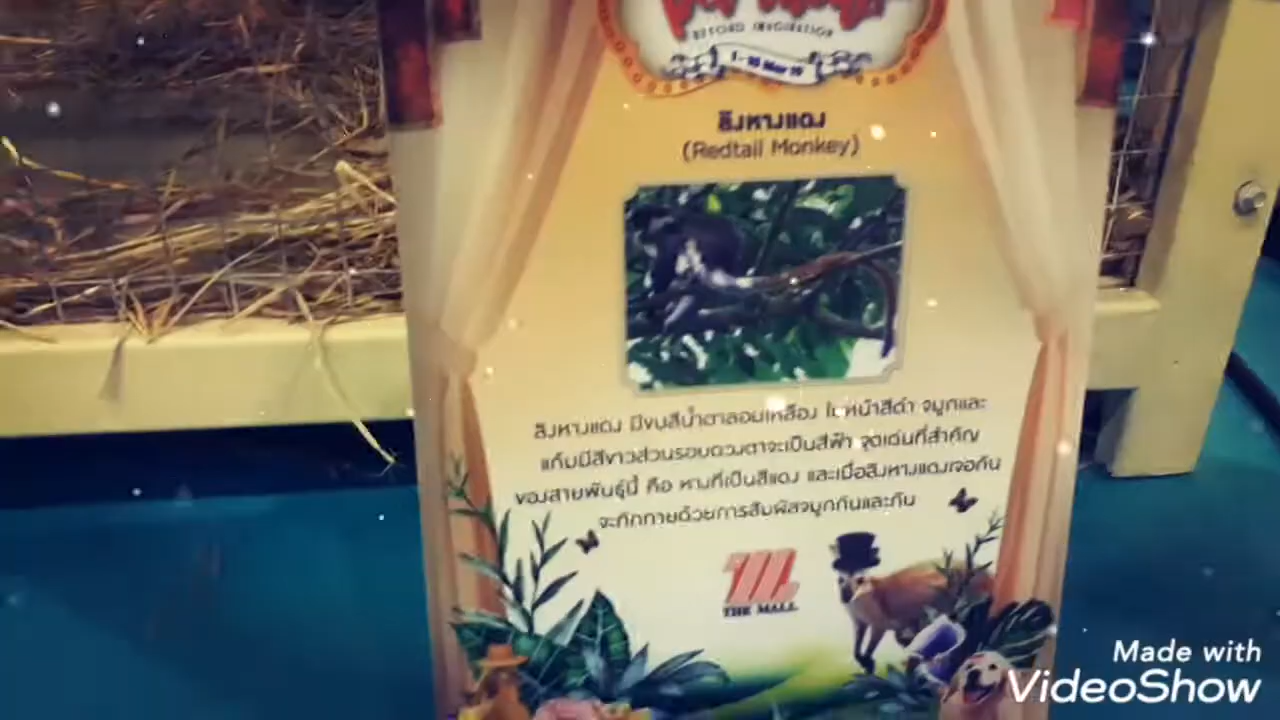 BEYOND IMAGINATION
1 - 10 Mar 19
ลิงหางแดง
(Redtail Monkey)
ลิงหางแดง มีขนสีน้ำตาลอมเหลือง ใบหน้าสีดำ จมูกและ
แก้มมีสีขาวส่วนรอบดวงตาจะเป็นสีฟ้า จุดเด่นที่สำคัญ
ของสายพันธุ์นี้ คือ หางที่เป็นสีแดง และเมื่อลิงหางแดงเจอกัน
จะทักทายด้วยการสัมผัสจมูกกันและกัน
THE MALL
Made with
VideoShow